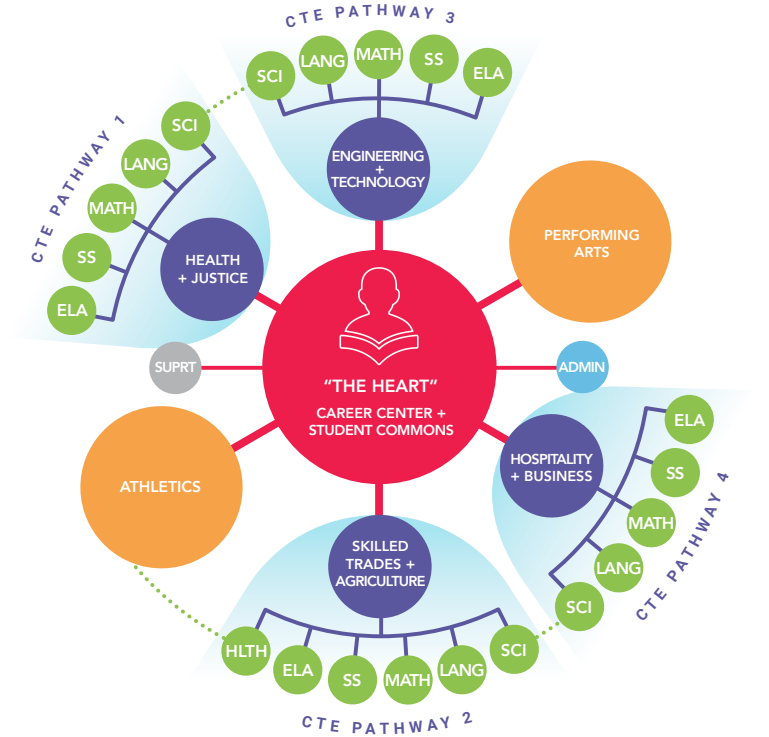 CTE PATHWAY 3
SCI
LANG
MATH
SS
ELA
ENGINEERING
+
TECHNOLOGY
CTE PATHWAY 1
SCI
LANG
MATH
SS
ELA
HEALTH
+ JUSTICE
PERFORMING
ARTS
SUPRT
ADMIN
“THE HEART”
CAREER CENTER +
STUDENT COMMONS
ATHLETICS
HOSPITALITY
+ BUSINESS
ELA
SS
MATH
LANG
SCI
CTE PATHWAY 4
SKILLED
TRADES +
AGRICULTURE
HLTH
ELA
SS
MATH
LANG
SCI
CTE PATHWAY 2